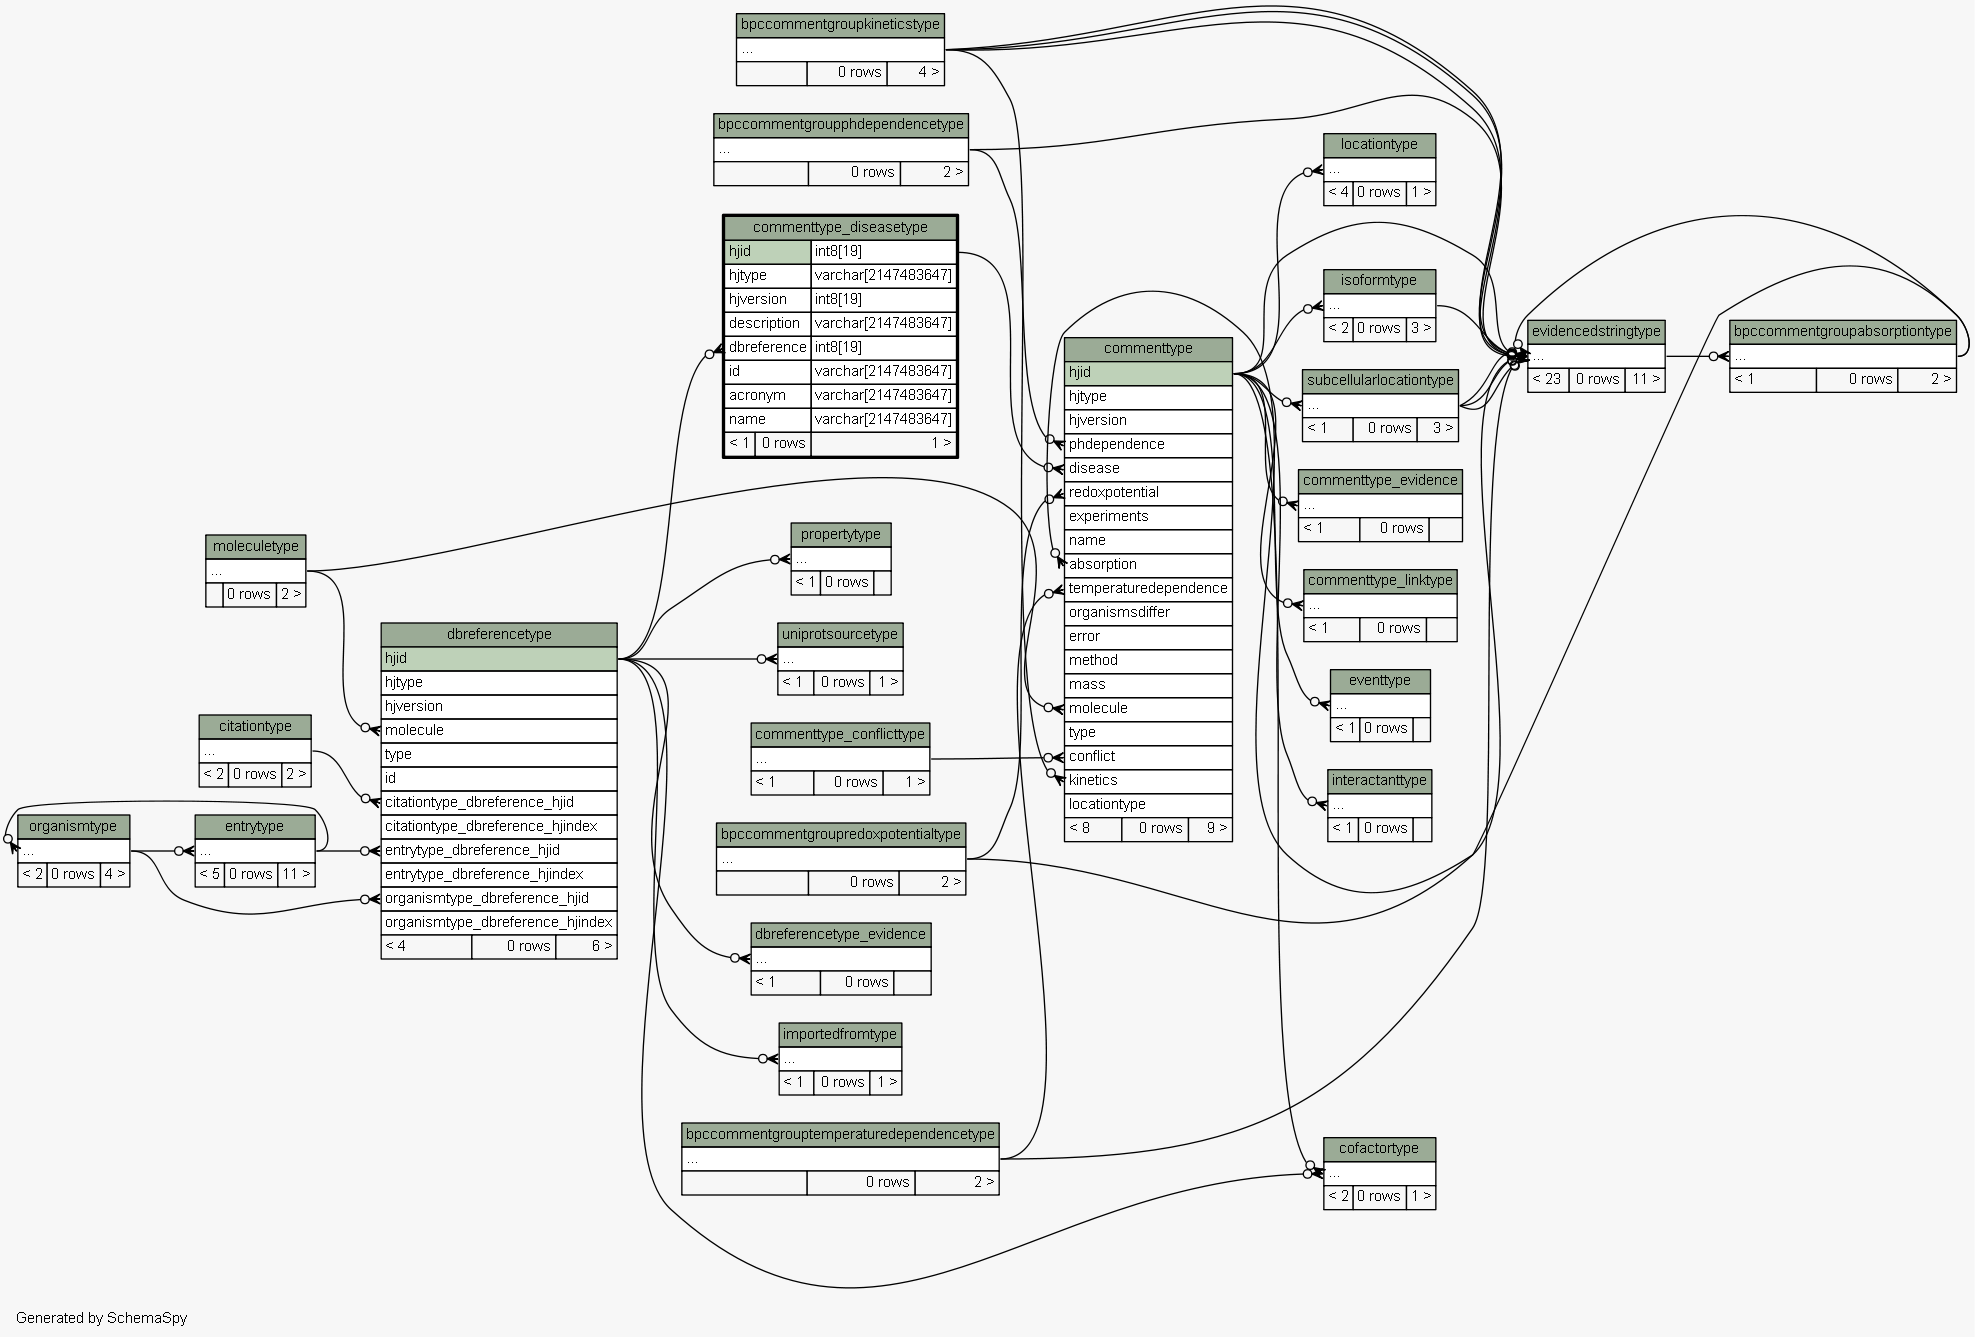 bpccommentgroupkineticstype
...
0 rows 4 >
bpccommentgroupphdependencetype
...
0 rows 2 >
commenttype_diseasetype
hjid int8[19]
hjtype varchar[2147483647]
hjversion int8[19]
description varchar[2147483647]
dbreference int8[19]
id varchar[2147483647]
acronym varchar[2147483647]
name varchar[2147483647]
< 1 0 rows 1 >
locationtype
...
< 4 0 rows 1 >
isoformtype
...
< 2 0 rows 3 >
evidencedstringtype
...
< 23 0 rows 11 >
bpccommentgroupabsorptiontype
...
< 1 0 rows 2 >
commenttype
hjid
hjtype
hjversion
phdependence
disease
redoxpotential
experiments
name
absorption
temperaturedependence
organismsdiffer
error
method
mass
molecule
type
conflict
kinetics
locationtype
< 8 0 rows 9 >
subcellularlocationtype
...
< 1 0 rows 3 >
commenttype_evidence
...
< 1 0 rows
commenttype_linktype
...
< 1 0 rows
eventtype
...
< 1 0 rows
interactanttype
...
< 1 0 rows
moleculetype
...
0 rows 2 >
propertytype
...
< 1 0 rows
dbreferencetype
hjid
hjtype
hjversion
molecule
type
id
citationtype_dbreference_hjid
citationtype_dbreference_hjindex
entrytype_dbreference_hjid
entrytype_dbreference_hjindex
organismtype_dbreference_hjid
organismtype_dbreference_hjindex
< 4 0 rows 6 >
uniprotsourcetype
...
< 1 0 rows 1 >
citationtype
...
< 2 0 rows 2 >
commenttype_conflicttype
...
< 1 0 rows 1 >
organismtype
...
< 2 0 rows 4 >
entrytype
...
< 5 0 rows 11 >
bpccommentgroupredoxpotentialtype
...
0 rows 2 >
dbreferencetype_evidence
...
< 1 0 rows
importedfromtype
...
< 1 0 rows 1 >
bpccommentgrouptemperaturedependencetype
...
0 rows 2 >
cofactortype
...
< 2 0 rows 1 >
Generated by SchemaSpy